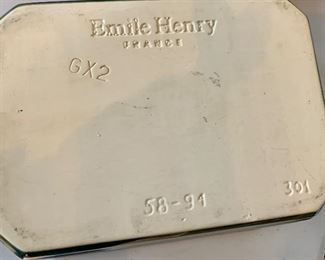 Emile Henry
FRANCE
GX2
58-94
301